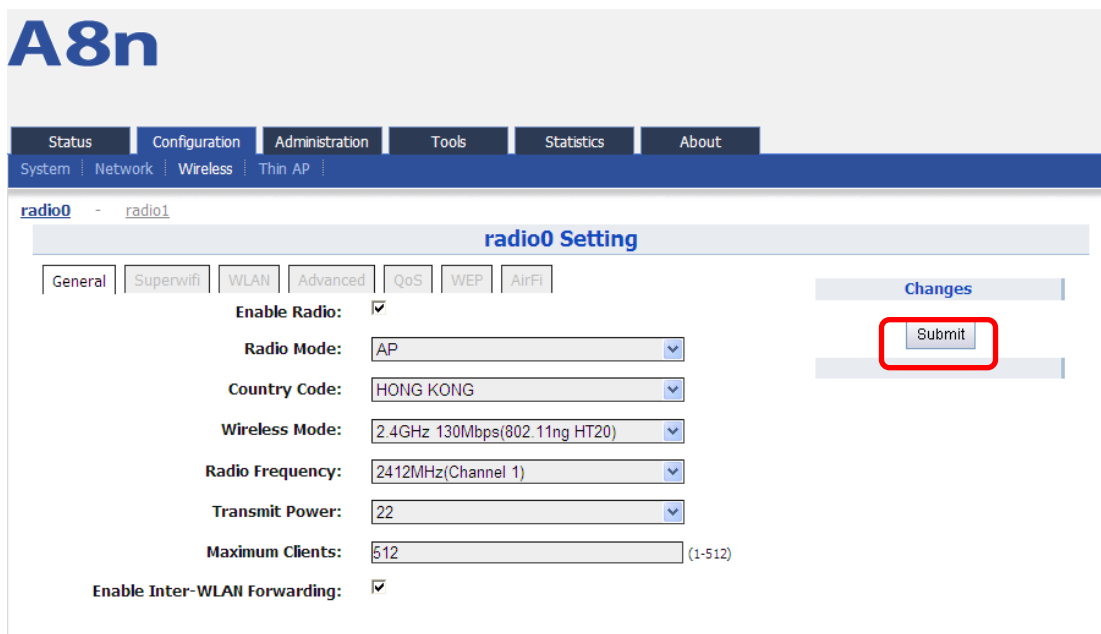 A8n
Status Configuration Administration Tools Statistics About
System Network Wireless Thin AP
radio0 - radio1
radio0 Setting
General Superwifi WLAN Advanced QoS WEP AirFi
Changes
Enable Radio:
Submit
Radio Mode: AP
Country Code: HONG KONG
Wireless Mode: 2.4GHz 130Mbps(802.11ng HT20)
Radio Frequency: 2412MHz(Channel 1)
Transmit Power: 22
Maximum Clients: 512 (1-512)
Enable Inter-WLAN Forwarding: